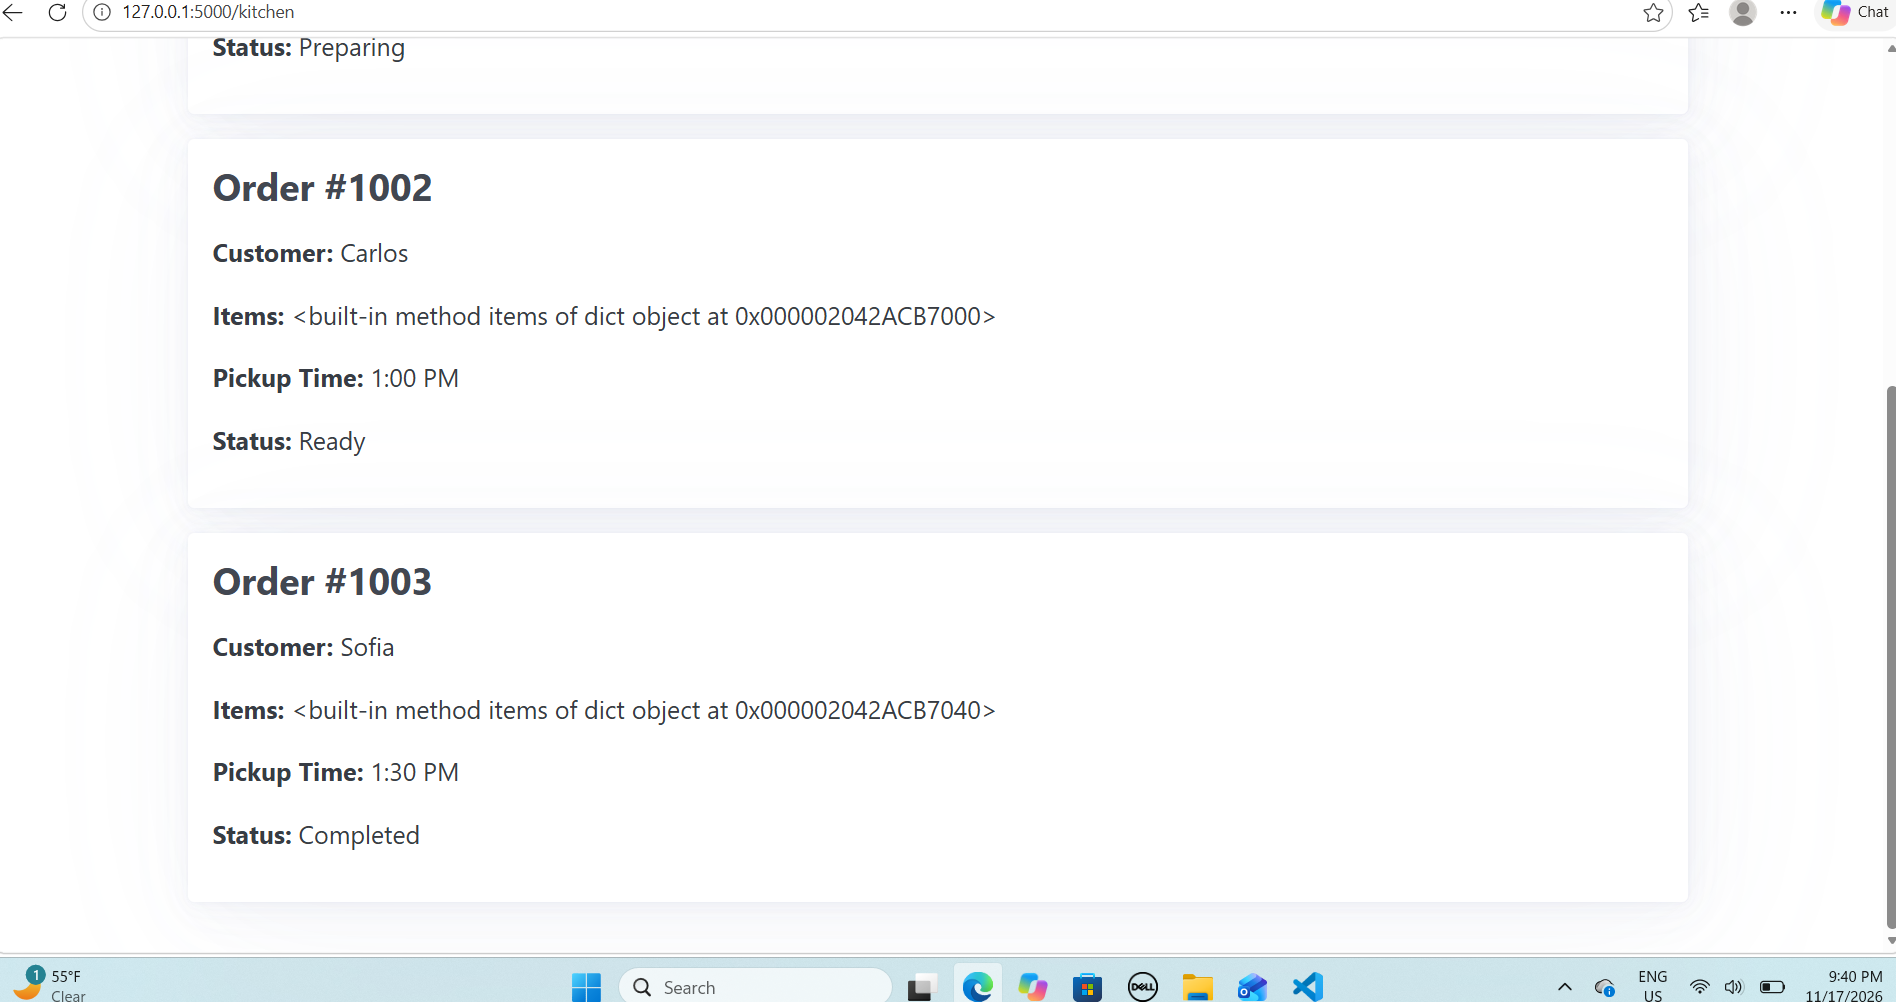 127.0.0.1:5000/kitchen
Chat
Status: Preparing
Order #1002
Customer: Carlos
Items: <built-in method items of dict object at 0x000002042ACB7000>
Pickup Time: 1:00 PM
Status: Ready
Order #1003
Customer: Sofia
Items: <built-in method items of dict object at 0x000002042ACB7040>
Pickup Time: 1:30 PM
Status: Completed
1
55°F
Clear
Search
DELL
ENG
US
9:40 PM
11/17/2026